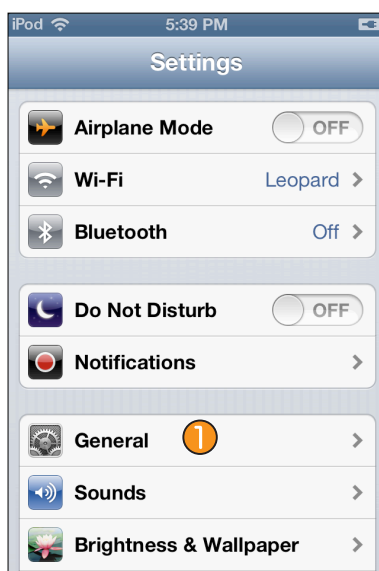 iPod 5:39 PM
Settings
Airplane Mode OFF
Wi-Fi Leopard
Bluetooth Off
Do Not Disturb OFF
Notifications
General 1
Sounds
Brightness & Wallpaper